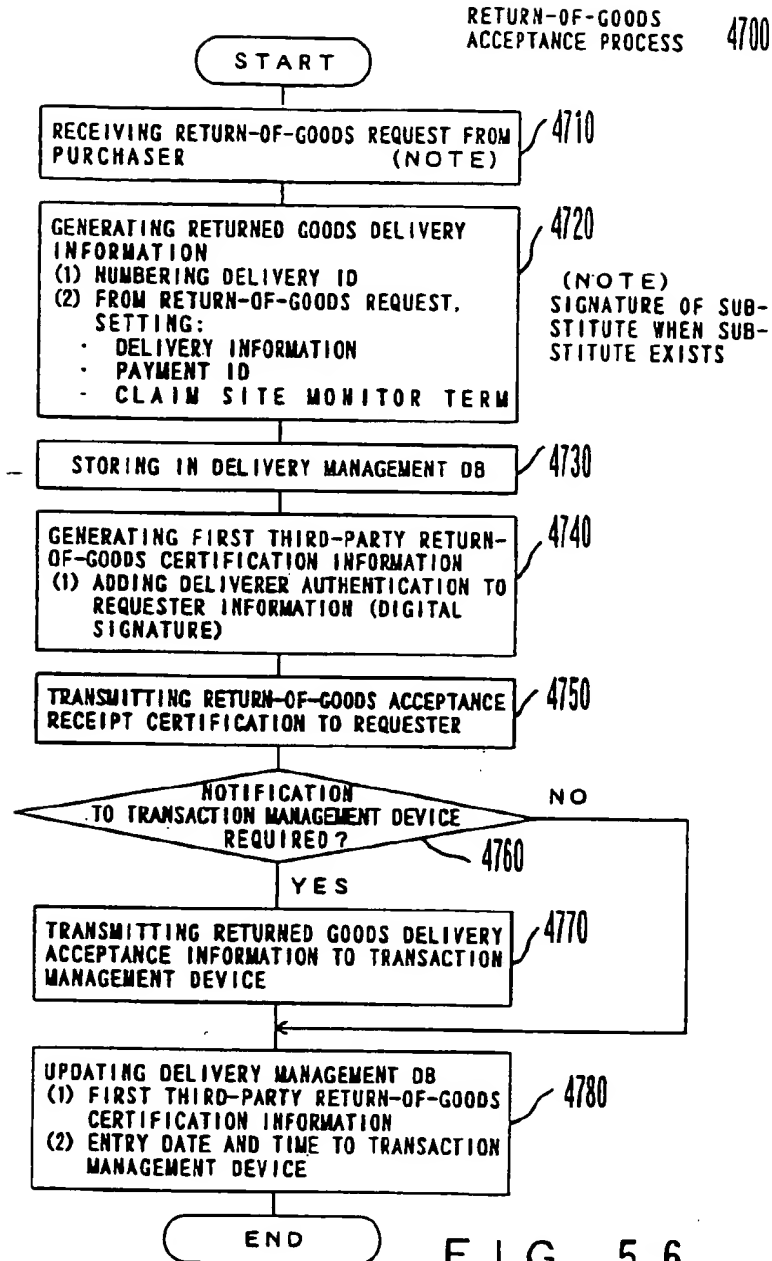 RETURN-OF-GOODS
ACCEPTANCE PROCESS 4700
START
RECEIVING RETURN-OF-GOODS REQUEST FROM
PURCHASER (NOTE)
4710
GENERATING RETURNED GOODS DELIVERY
INFORMATION
(1) NUMBERING DELIVERY ID
(2) FROM RETURN-OF-GOODS REQUEST,
SETTING:
· DELIVERY INFORMATION
· PAYMENT ID
- CLAIM SITE MONITOR TERM
4720
(NOTE)
SIGNATURE OF SUB-
STITUTE WHEN SUB-
STITUTE EXISTS
STORING IN DELIVERY MANAGEMENT DB
4730
GENERATING FIRST THIRD-PARTY RETURN-
OF-GOODS CERTIFICATION INFORMATION
(1) ADDING DELIVERER AUTHENTICATION TO
REQUESTER INFORMATION (DIGITAL
SIGNATURE)
4740
TRANSMITTING RETURN-OF-GOODS ACCEPTANCE
RECEIPT CERTIFICATION TO REQUESTER
4750
NOTIFICATION
TO TRANSACTION MANAGEMENT DEVICE
REQUIRED?
NO
4760
YES
TRANSMITTING RETURNED GOODS DELIVERY
ACCEPTANCE INFORMATION TO TRANSACTION
MANAGEMENT DEVICE
4770
UPDATING DELIVERY MANAGEMENT DB
(1) FIRST THIRD-PARTY RETURN-OF-GOODS
CERTIFICATION INFORMATION
(2) ENTRY DATE AND TIME TO TRANSACTION
MANAGEMENT DEVICE
4780
END
FIG. 56